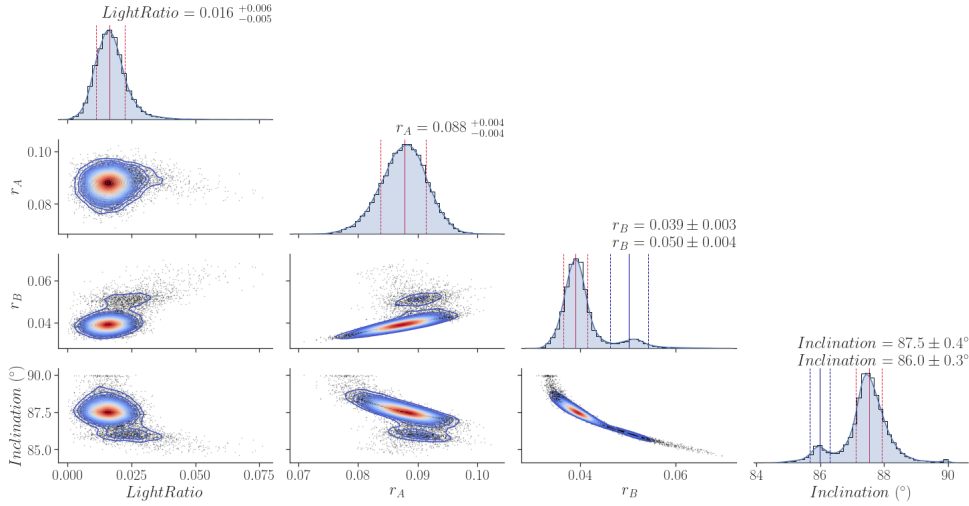 LightRatio = 0.016 +0.006 −0.005
r_A = 0.088 +0.004 −0.004
0.10
0.08
r_A
r_B = 0.039 ± 0.003
r_B = 0.050 ± 0.004
0.06
0.04
r_B
Inclination = 87.5 ± 0.4°
Inclination = 86.0 ± 0.3°
90.0
87.5
85.0
Inclination (°)
0.000 0.025 0.050 0.075
0.07 0.08 0.09 0.10
0.04 0.06
84 86 88 90
LightRatio
r_A
r_B
Inclination (°)